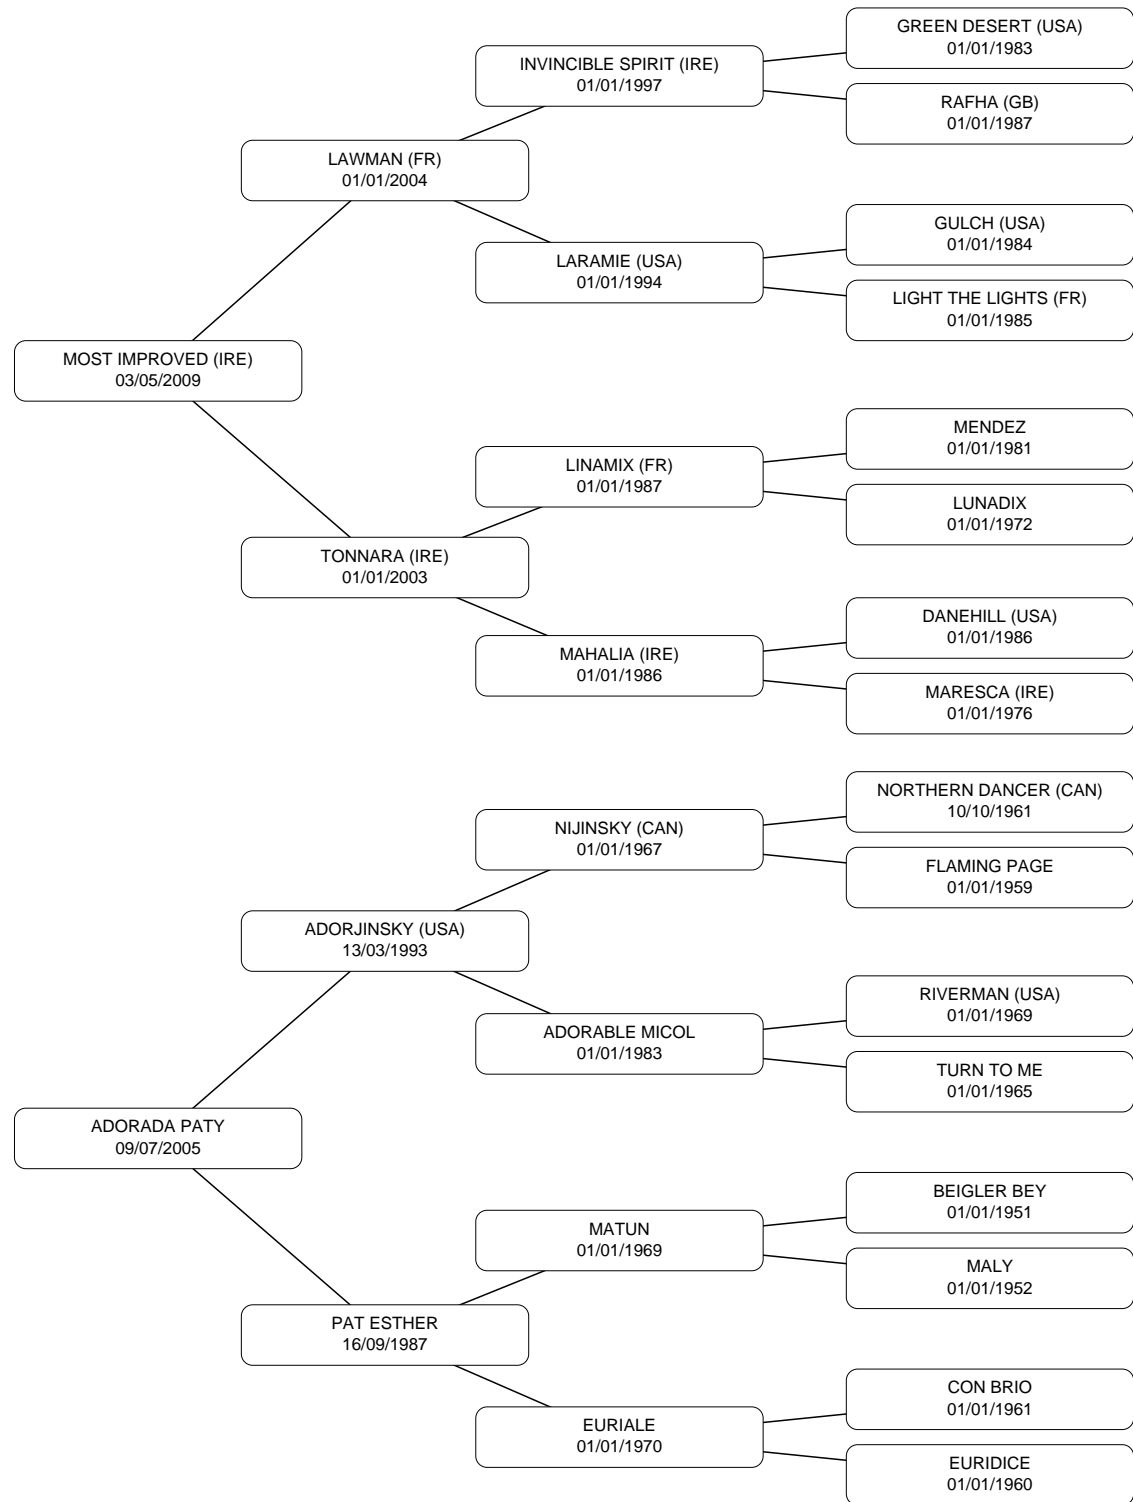 GREEN DESERT (USA)
01/01/1983
INVINCIBLE SPIRIT (IRE)
01/01/1997
RAFHA (GB)
01/01/1987
LAWMAN (FR)
01/01/2004
GULCH (USA)
01/01/1984
LARAMIE (USA)
01/01/1994
LIGHT THE LIGHTS (FR)
01/01/1985
MOST IMPROVED (IRE)
03/05/2009
MENDEZ
01/01/1981
LINAMIX (FR)
01/01/1987
LUNADIX
01/01/1972
TONNARA (IRE)
01/01/2003
DANEHILL (USA)
01/01/1986
MAHALIA (IRE)
01/01/1986
MARESCA (IRE)
01/01/1976
NORTHERN DANCER (CAN)
10/10/1961
NIJINSKY (CAN)
01/01/1967
FLAMING PAGE
01/01/1959
ADORJINSKY (USA)
13/03/1993
RIVERMAN (USA)
01/01/1969
ADORABLE MICOL
01/01/1983
TURN TO ME
01/01/1965
ADORADA PATY
09/07/2005
BEIGLER BEY
01/01/1951
MATUN
01/01/1969
MALY
01/01/1952
PAT ESTHER
16/09/1987
CON BRIO
01/01/1961
EURIALE
01/01/1970
EURIDICE
01/01/1960